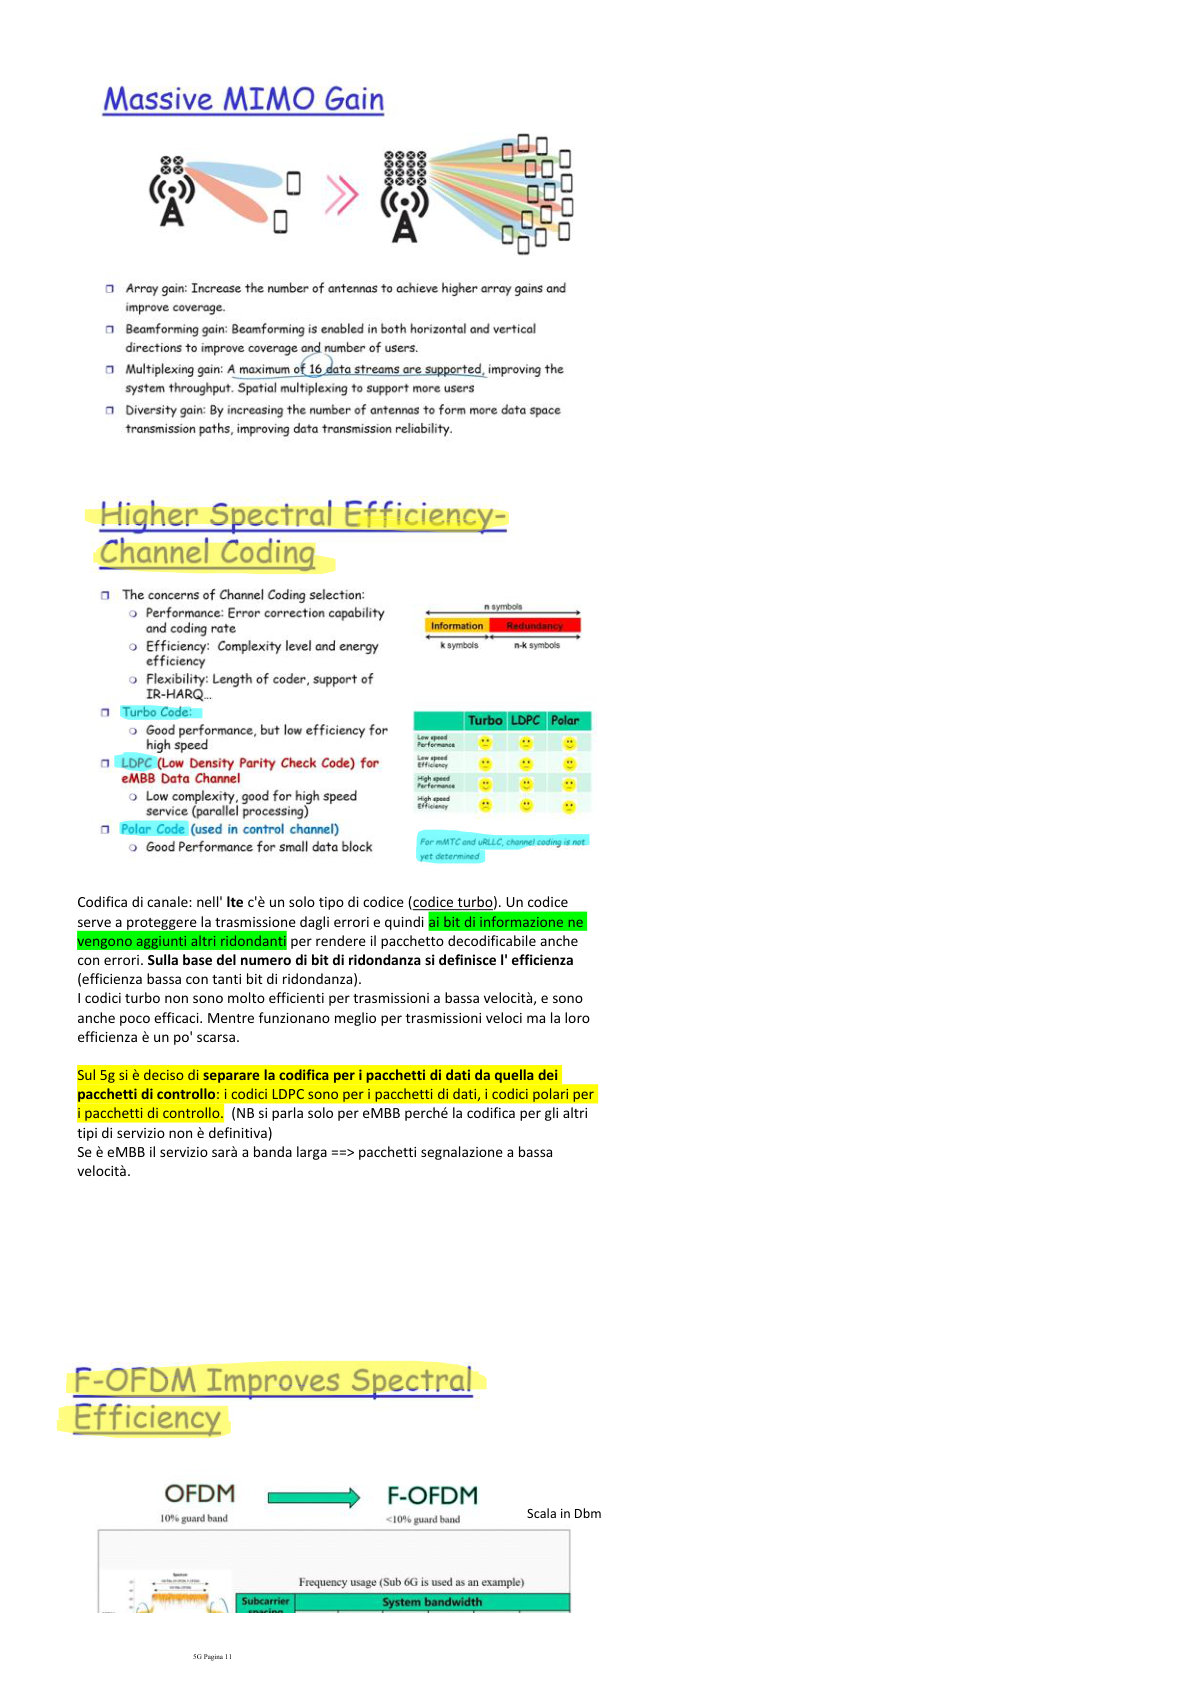 Massive MIMO Gain
Array gain: Increase the number of antennas to achieve higher array gains and
improve coverage.
Beamforming gain: Beamforming is enabled in both horizontal and vertical
directions to improve coverage and number of users.
Multiplexing gain: A maximum of 16 data streams are supported, improving the
system throughput. Spatial multiplexing to support more users
Diversity gain: By increasing the number of antennas to form more data space
transmission paths, improving data transmission reliability.
Higher Spectral Efficiency-
Channel Coding
The concerns of Channel Coding selection:
Performance: Error correction capability
and coding rate
Efficiency: Complexity level and energy
efficiency
Flexibility: Length of coder, support of
IR-HARQ...
Turbo Code:
Good performance, but low efficiency for
high speed
LDPC (Low Density Parity Check Code) for
eMBB Data Channel
Low complexity, good for high speed
service (parallel processing)
Polar Code (used in control channel)
Good Performance for small data block
n symbols
Information Redundancy
k symbols n-k symbols
Turbo LDPC Polar
Low speed
Performance
Low speed
Efficiency
High speed
Performance
High speed
Efficiency
For mMTC and uRLLC, channel coding is not
yet determined
Codifica di canale: nell' lte c'è un solo tipo di codice (codice turbo). Un codice
serve a proteggere la trasmissione dagli errori e quindi ai bit di informazione ne
vengono aggiunti altri ridondanti per rendere il pacchetto decodificabile anche
con errori. Sulla base del numero di bit di ridondanza si definisce l' efficienza
(efficienza bassa con tanti bit di ridondanza).
I codici turbo non sono molto efficienti per trasmissioni a bassa velocità, e sono
anche poco efficaci. Mentre funzionano meglio per trasmissioni veloci ma la loro
efficienza è un po' scarsa.
Sul 5g si è deciso di separare la codifica per i pacchetti di dati da quella dei
pacchetti di controllo: i codici LDPC sono per i pacchetti di dati, i codici polari per
i pacchetti di controllo. (NB si parla solo per eMBB perché la codifica per gli altri
tipi di servizio non è definitiva)
Se è eMBB il servizio sarà a banda larga ==> pacchetti segnalazione a bassa
velocità.
F-OFDM Improves Spectral
Efficiency
OFDM F-OFDM
10% guard band <10% guard band
Scala in Dbm
Frequency usage (Sub 6G is used as an example)
Subcarrier System bandwidth
spacing
5G Pagina 11